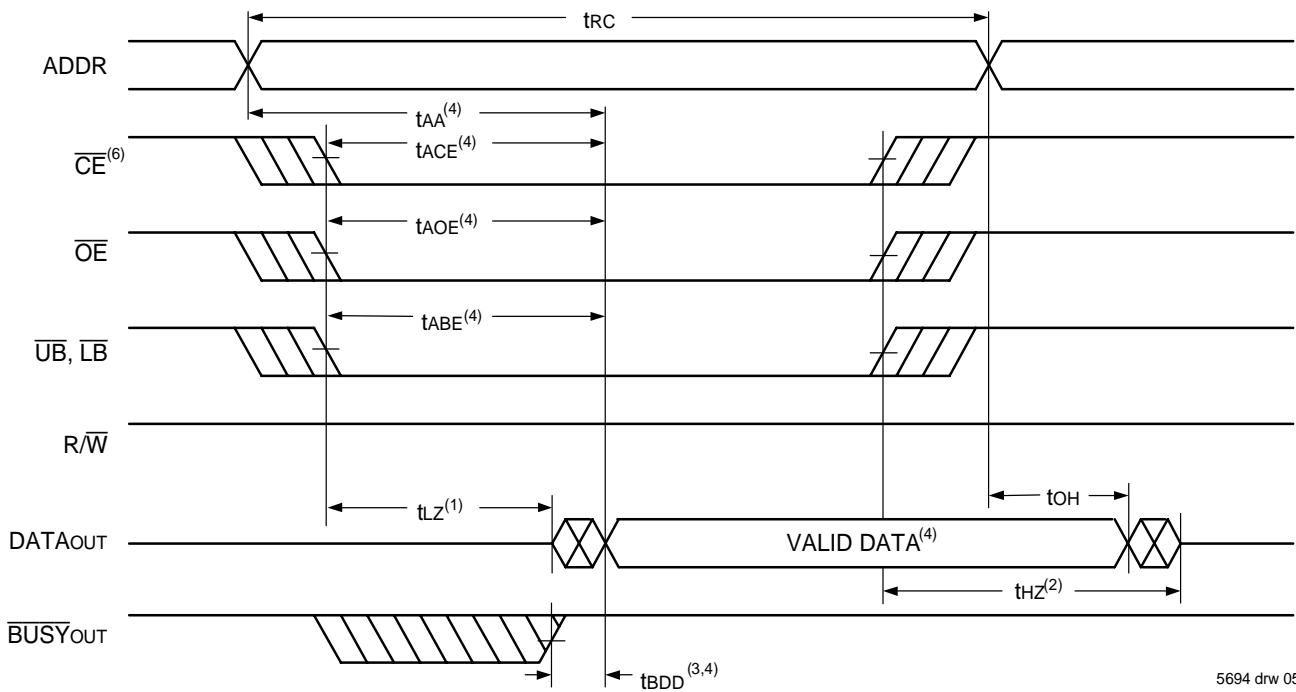 tRC
ADDR
tAA(4)
CE(6)
tACE(4)
OE
tAOE(4)
UB, LB
tABE(4)
R/W
tLZ(1)
tOH
DATAOUT
VALID DATA(4)
tHZ(2)
BUSYOUT
tBDD(3,4)
5694 drw 05